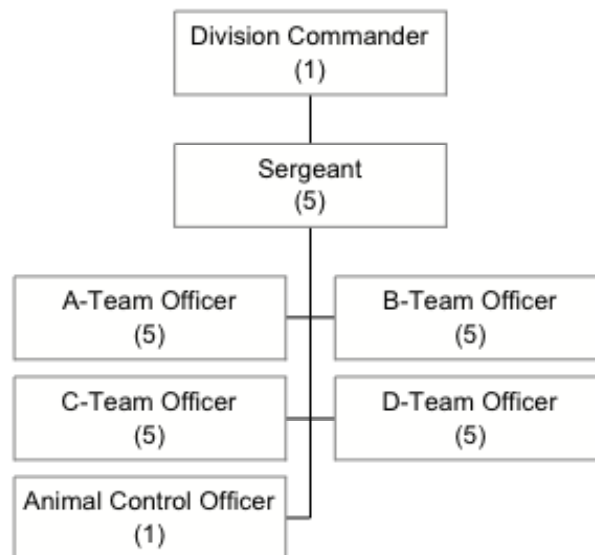 Division Commander
(1)
Sergeant
(5)
A-Team Officer
(5)
B-Team Officer
(5)
C-Team Officer
(5)
D-Team Officer
(5)
Animal Control Officer
(1)